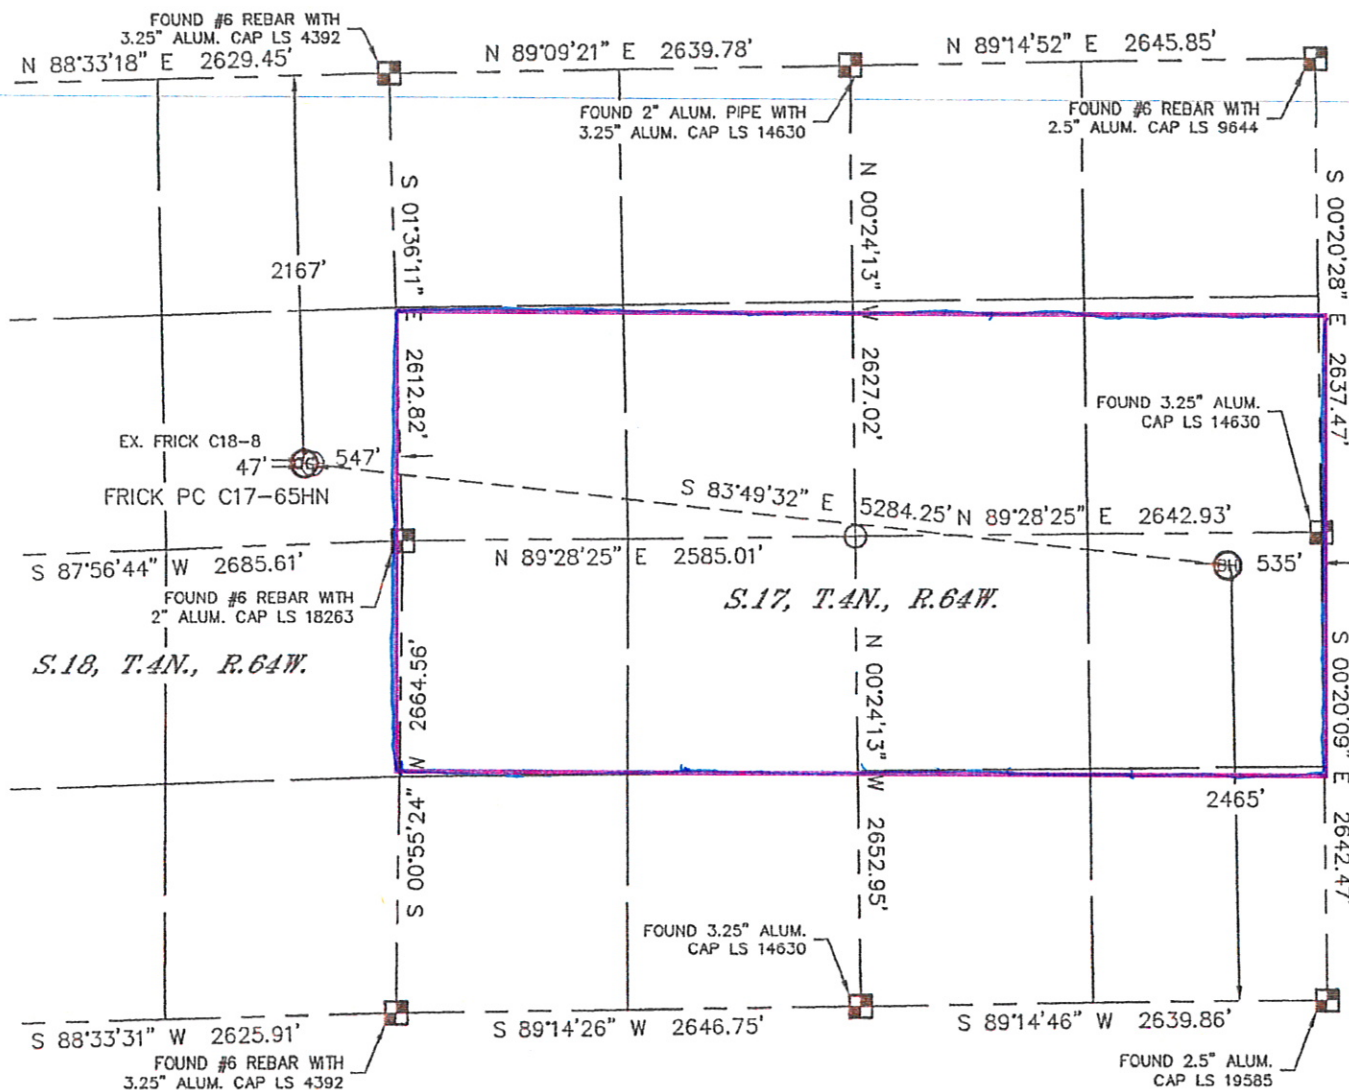 FOUND #6 REBAR WITH
3.25" ALUM. CAP LS 4392
N 88°33'18" E 2629.45'
N 89°09'21" E 2639.78'
N 89°14'52" E 2645.85'
FOUND 2" ALUM. PIPE WITH
3.25" ALUM. CAP LS 14630
FOUND #6 REBAR WITH
2.5" ALUM. CAP LS 9644
S 01°36'11" E 2612.82'
N 00°24'13" W 2627.02'
S 00°20'28" E 2637.47'
2167'
FOUND 3.25" ALUM.
CAP LS 14630
EX. FRICK C18-8
47'
547'
FRICK PC C17-65HN
S 83°49'32" E 5284.25'
N 89°28'25" E 2642.93'
S 87°56'44" W 2685.61'
N 89°28'25" E 2585.01'
BH 535'
FOUND #6 REBAR WITH
2" ALUM. CAP LS 18263
S.17, T.4N., R.64W.
S.18, T.4N., R.64W.
S 00°55'24" W 2664.56'
N 00°24'13" W 2652.95'
S 00°20'09" E 2642.47'
2465'
FOUND 3.25" ALUM.
CAP LS 14630
S 88°33'31" W 2625.91'
S 89°14'26" W 2646.75'
S 89°14'46" W 2639.86'
FOUND #6 REBAR WITH
3.25" ALUM. CAP LS 4392
FOUND 2.5" ALUM.
CAP LS 19585